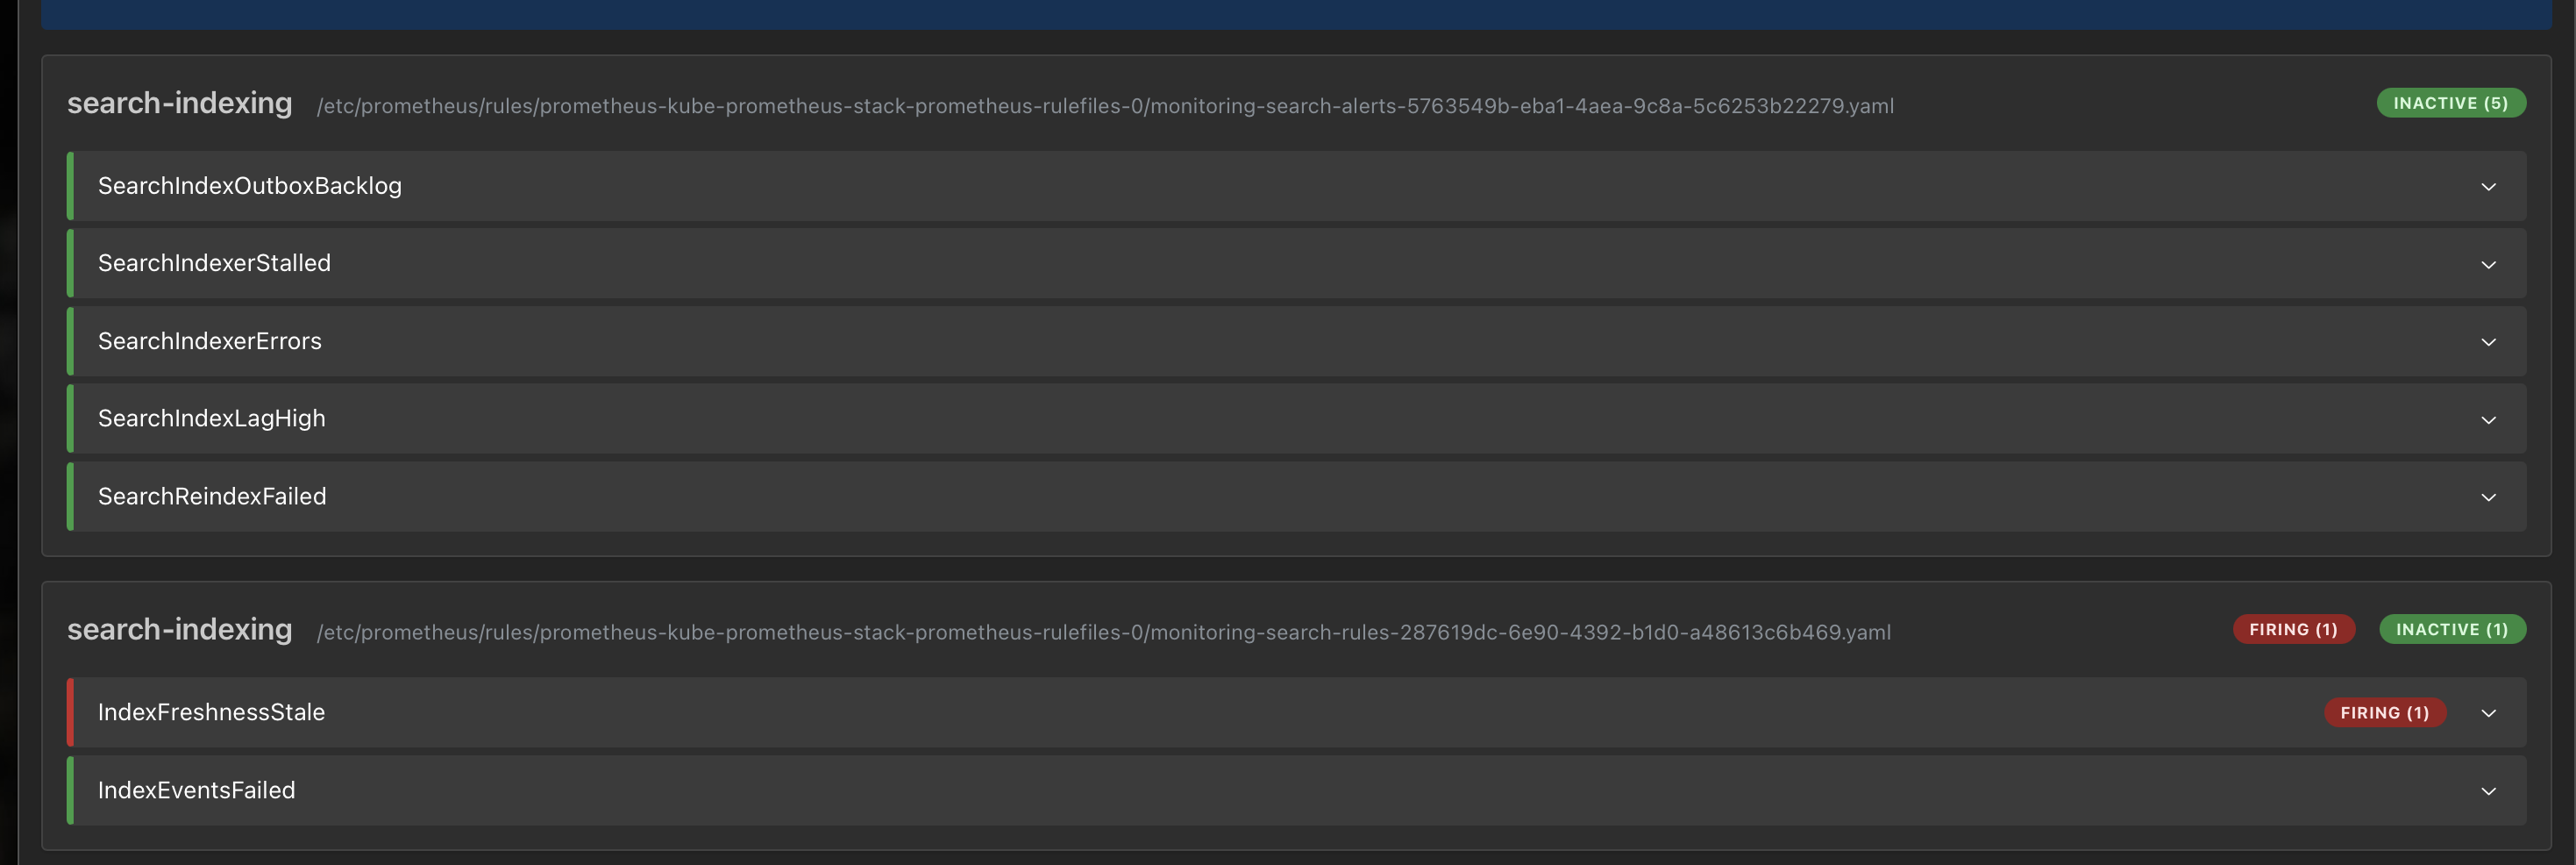 search-indexing /etc/prometheus/rules/prometheus-kube-prometheus-stack-prometheus-rulefiles-0/monitoring-search-alerts-5763549b-eba1-4aea-9c8a-5c6253b22279.yaml INACTIVE (5)
SearchIndexOutboxBacklog
SearchIndexerStalled
SearchIndexerErrors
SearchIndexLagHigh
SearchReindexFailed
search-indexing /etc/prometheus/rules/prometheus-kube-prometheus-stack-prometheus-rulefiles-0/monitoring-search-rules-287619dc-6e90-4392-b1d0-a48613c6b469.yaml FIRING (1) INACTIVE (1)
IndexFreshnessStale FIRING (1)
IndexEventsFailed